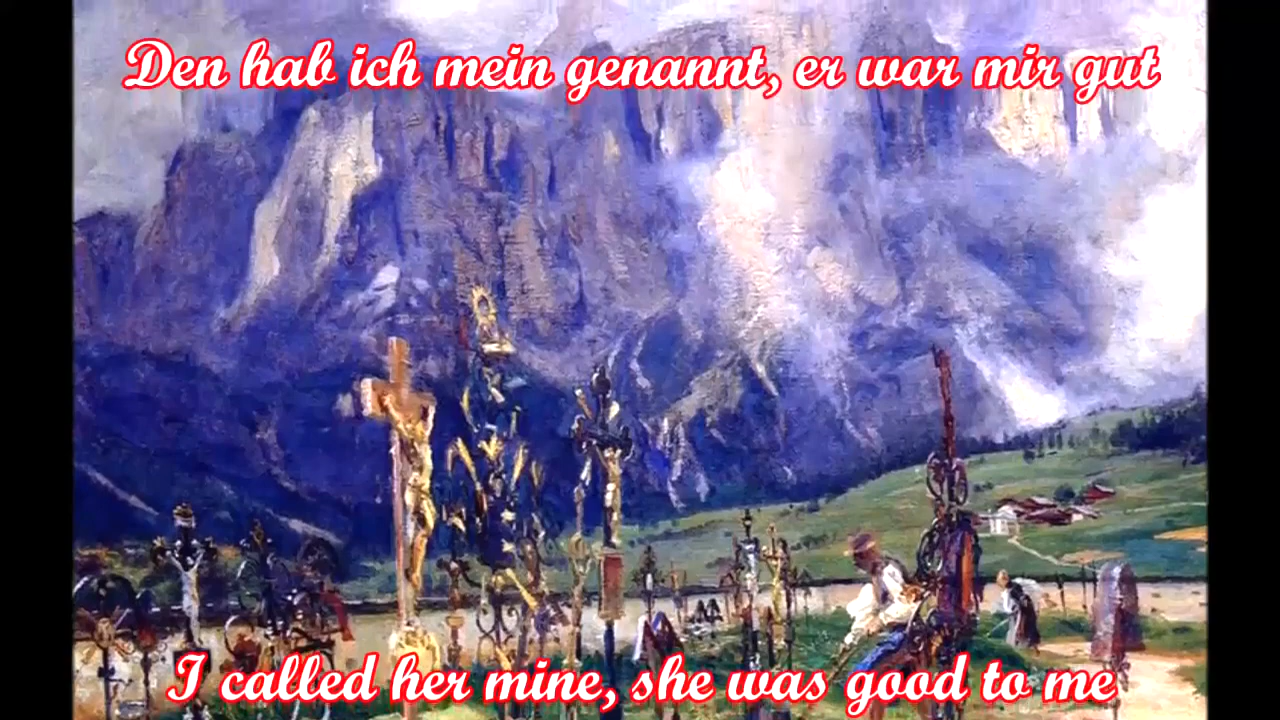 Den hab ich mein genannt, er war mir gut
I called her mine, she was good to me